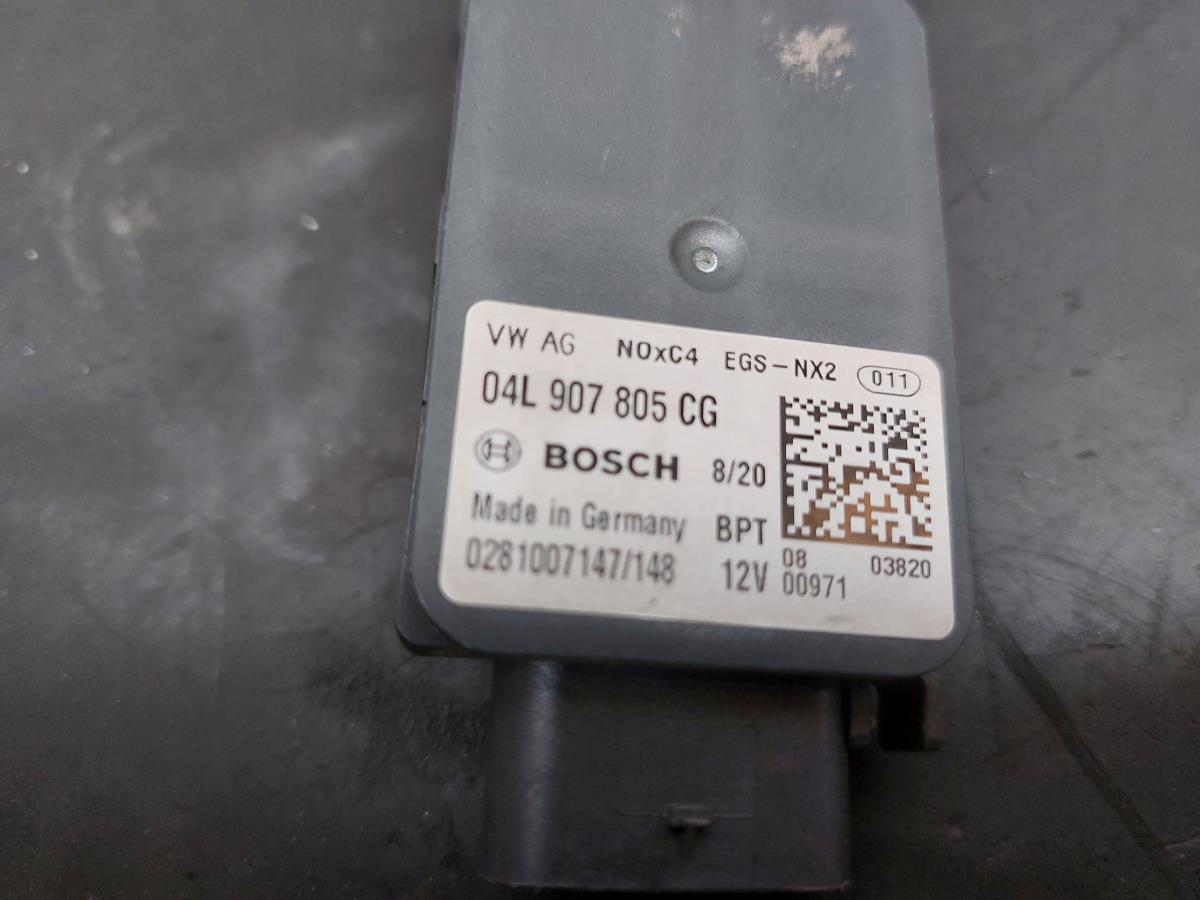 VW AG NOxC4 EGS-NX2 011
04L 907 805 CG
BOSCH 8/20
Made in Germany BPT
0281007147/148 12V
08 03820
00971